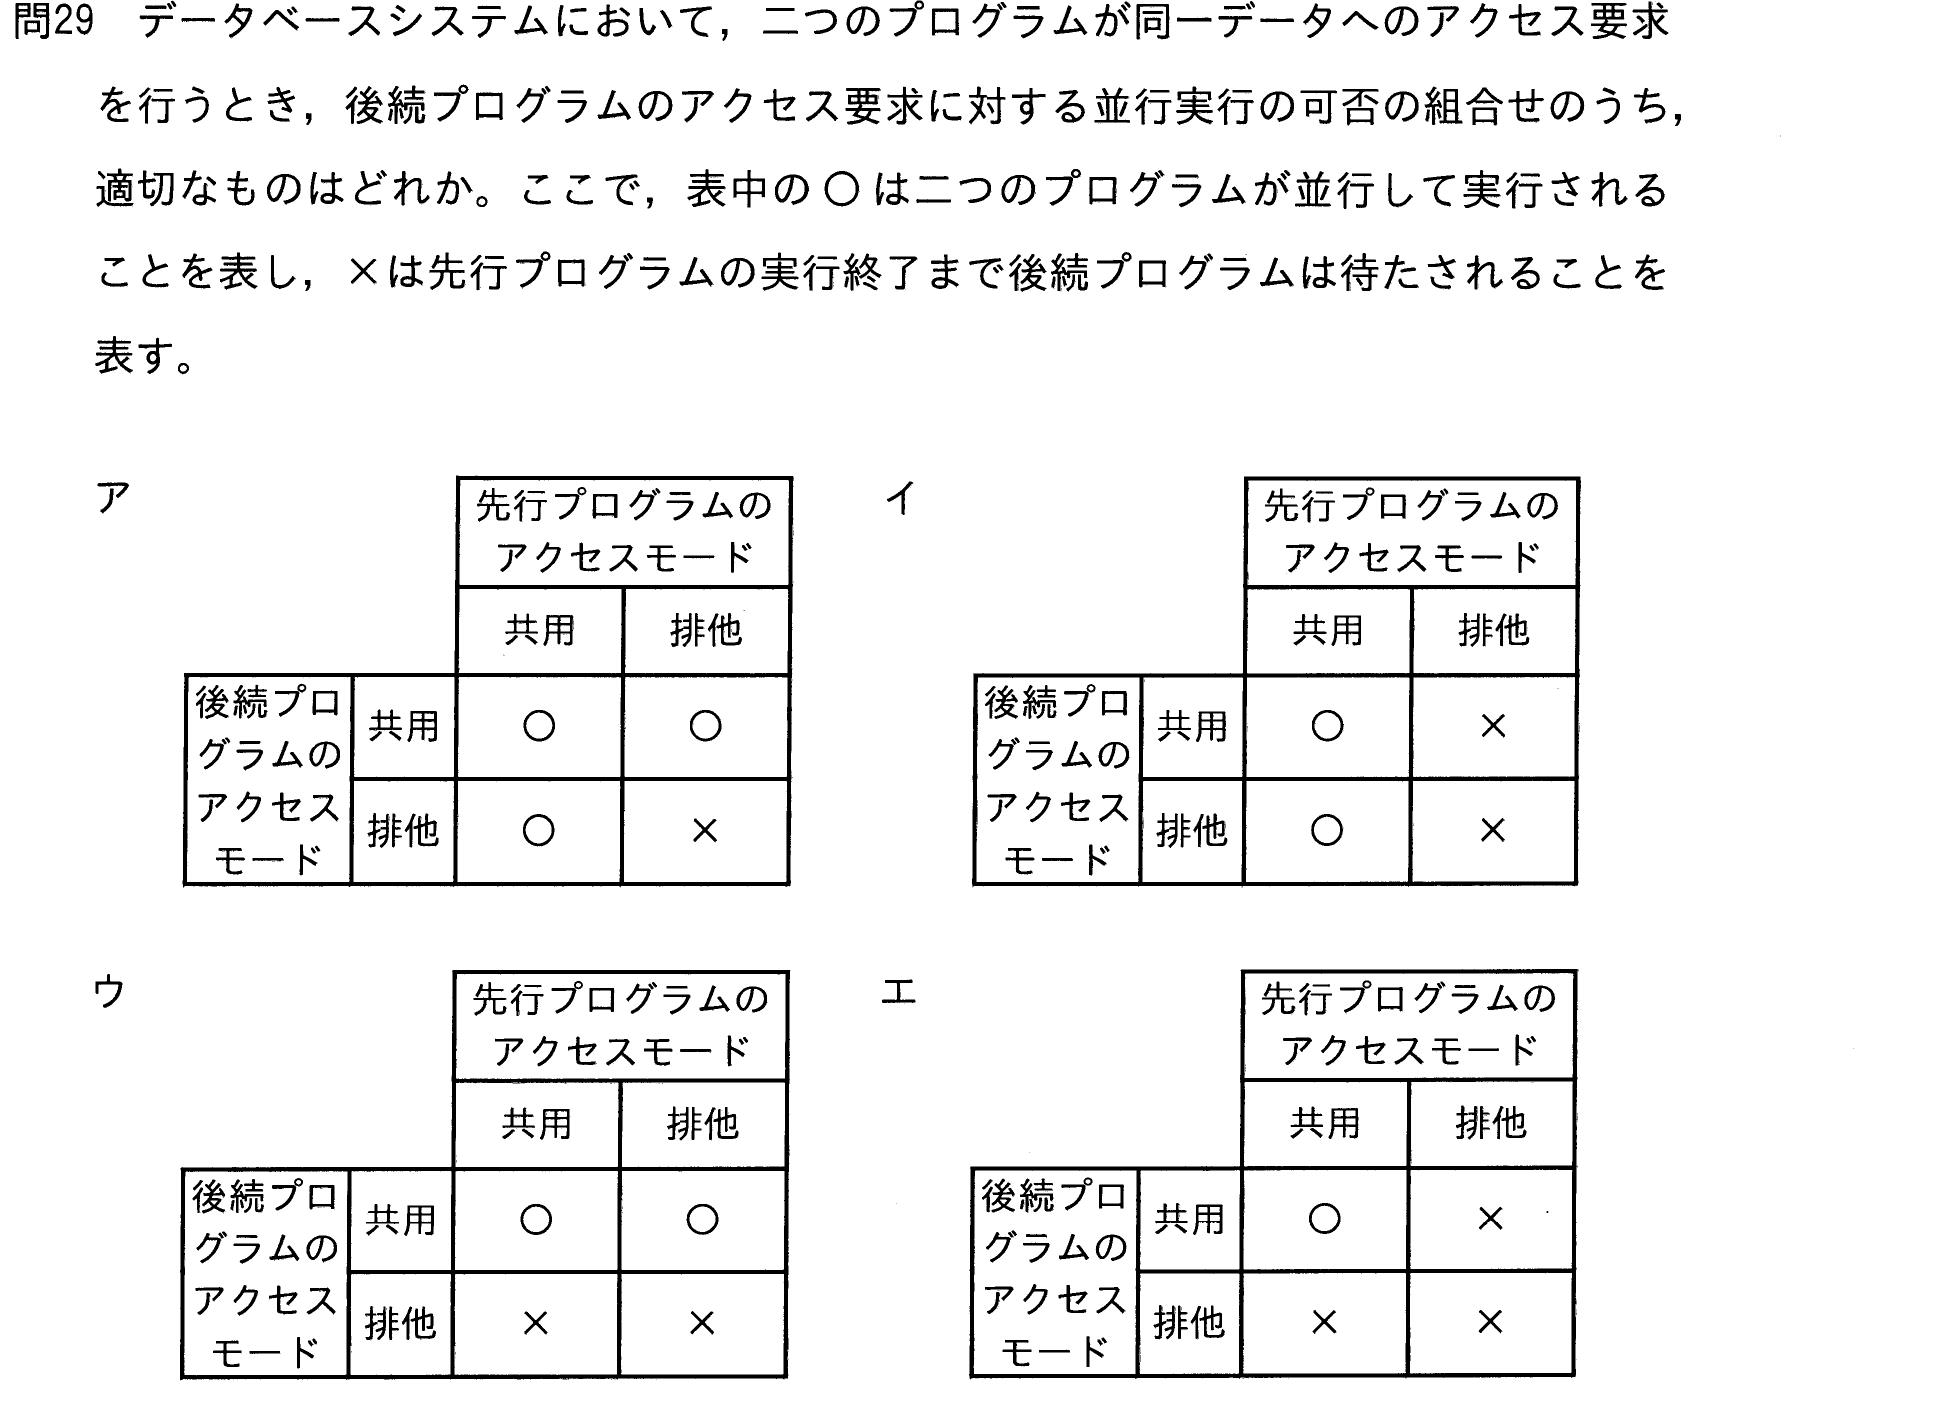 問29　データベースシステムにおいて，二つのプログラムが同一データへのアクセス要求
を行うとき，後続プログラムのアクセス要求に対する並行実行の可否の組合せのうち，
適切なものはどれか。ここで，表中の ○ は二つのプログラムが並行して実行される
ことを表し，×は先行プログラムの実行終了まで後続プログラムは待たされることを
表す。
ア
先行プログラムの
アクセスモード
共用 排他
後続プロ
グラムの
アクセス
モード
共用 ○ ○
排他 ○ ×
イ
先行プログラムの
アクセスモード
共用 排他
後続プロ
グラムの
アクセス
モード
共用 ○ ×
排他 ○ ×
ウ
先行プログラムの
アクセスモード
共用 排他
後続プロ
グラムの
アクセス
モード
共用 ○ ○
排他 × ×
エ
先行プログラムの
アクセスモード
共用 排他
後続プロ
グラムの
アクセス
モード
共用 ○ ×
排他 × ×